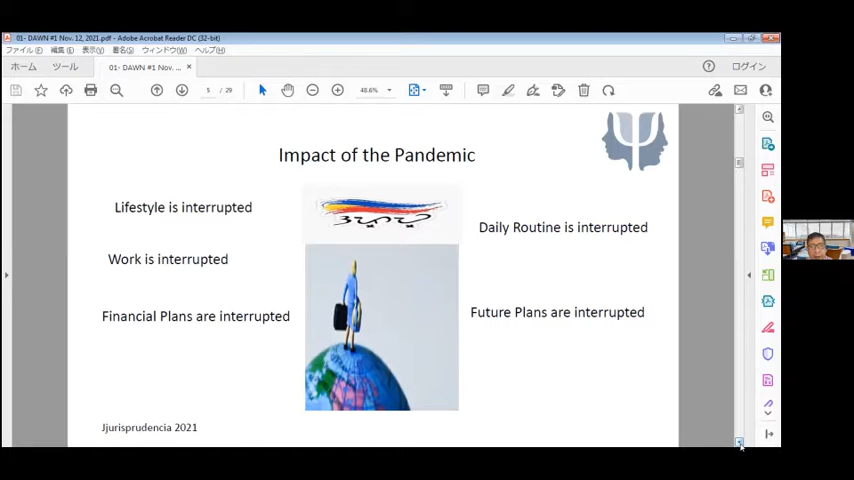 01- DAWN #1 Nov. 12, 2021.pdf - Adobe Acrobat Reader DC (32-bit)
ファイル(F) 編集(E) 表示(V) 署名(S) ウィンドウ(W) ヘルプ(H)
ホーム ツール 01- DAWN #1 Nov. ... × ログイン
5 / 29 48.6%
Impact of the Pandemic
Lifestyle is interrupted
Daily Routine is interrupted
Work is interrupted
Financial Plans are interrupted
Future Plans are interrupted
Jjurisprudencia 2021